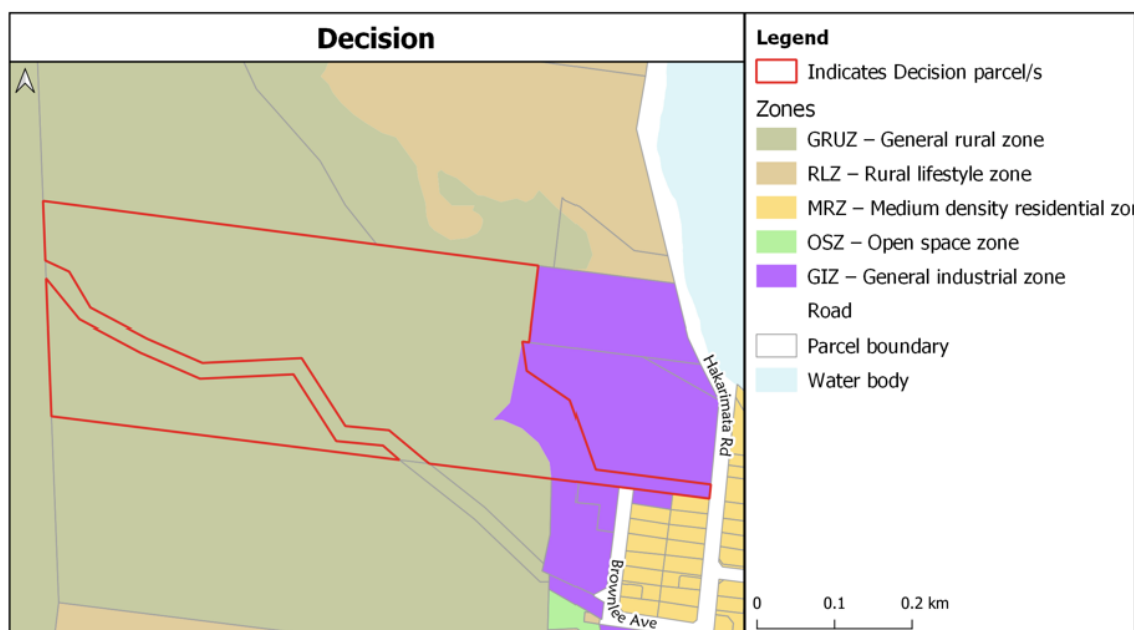 Decision
Legend
Indicates Decision parcel/s
Zones
GRUZ – General rural zone
RLZ – Rural lifestyle zone
MRZ – Medium density residential zon
OSZ – Open space zone
GIZ – General industrial zone
Road
Parcel boundary
Water body
Hakarimata Rd
Brownlee Ave
0 0.1 0.2 km